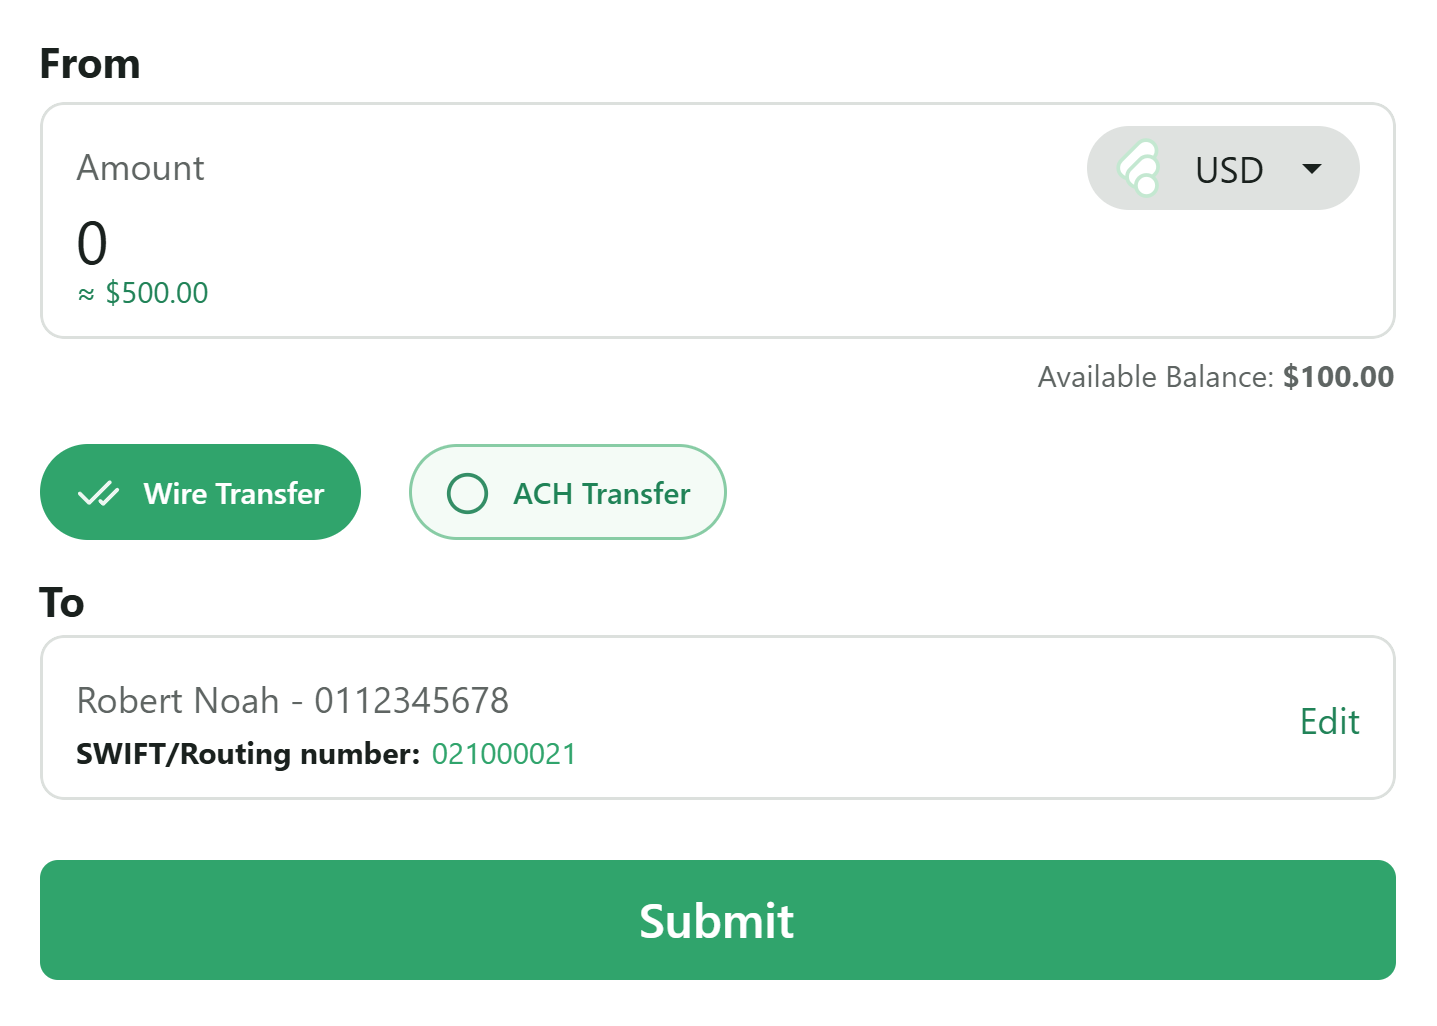 From
Amount
USD
0
≈ $500.00
Available Balance: $100.00
Wire Transfer
ACH Transfer
To
Robert Noah - 0112345678
Edit
SWIFT/Routing number: 021000021
Submit